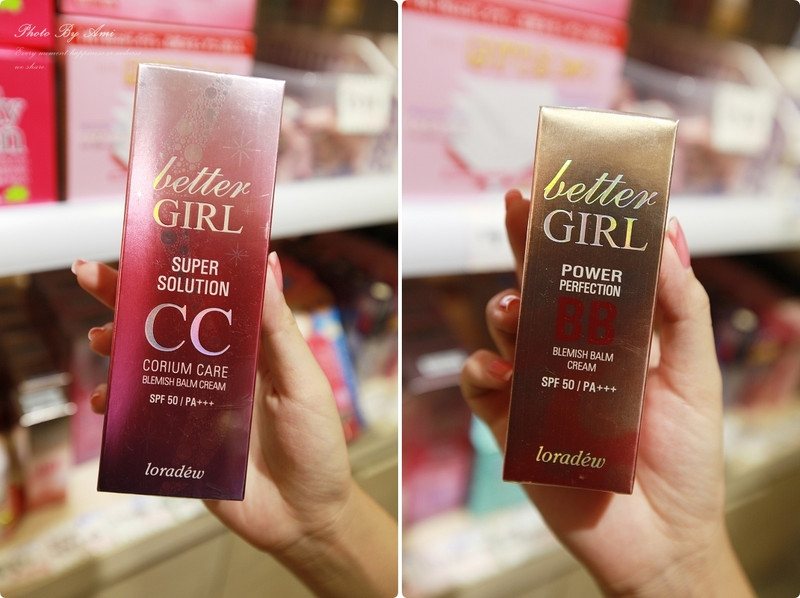 Photo By Ami
better
GIRL
SUPER
SOLUTION
CC
CORIUM CARE
BLEMISH BALM CREAM
SPF 50 / PA+++
loradéw
better
GIRL
POWER
PERFECTION
BB
BLEMISH BALM
CREAM
SPF 50 / PA+++
loradéw